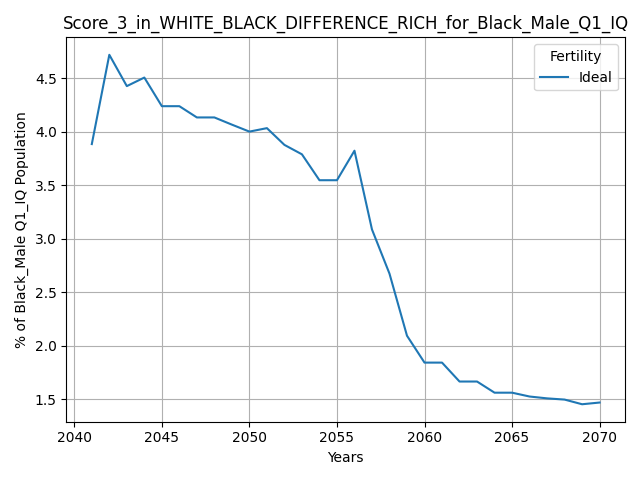 Score_3_in_WHITE_BLACK_DIFFERENCE_RICH_for_Black_Male_Q1_IQ
Fertility
Ideal
% of Black_Male Q1_IQ Population
4.5
4.0
3.5
3.0
2.5
2.0
1.5
2040 2045 2050 2055 2060 2065 2070
Years